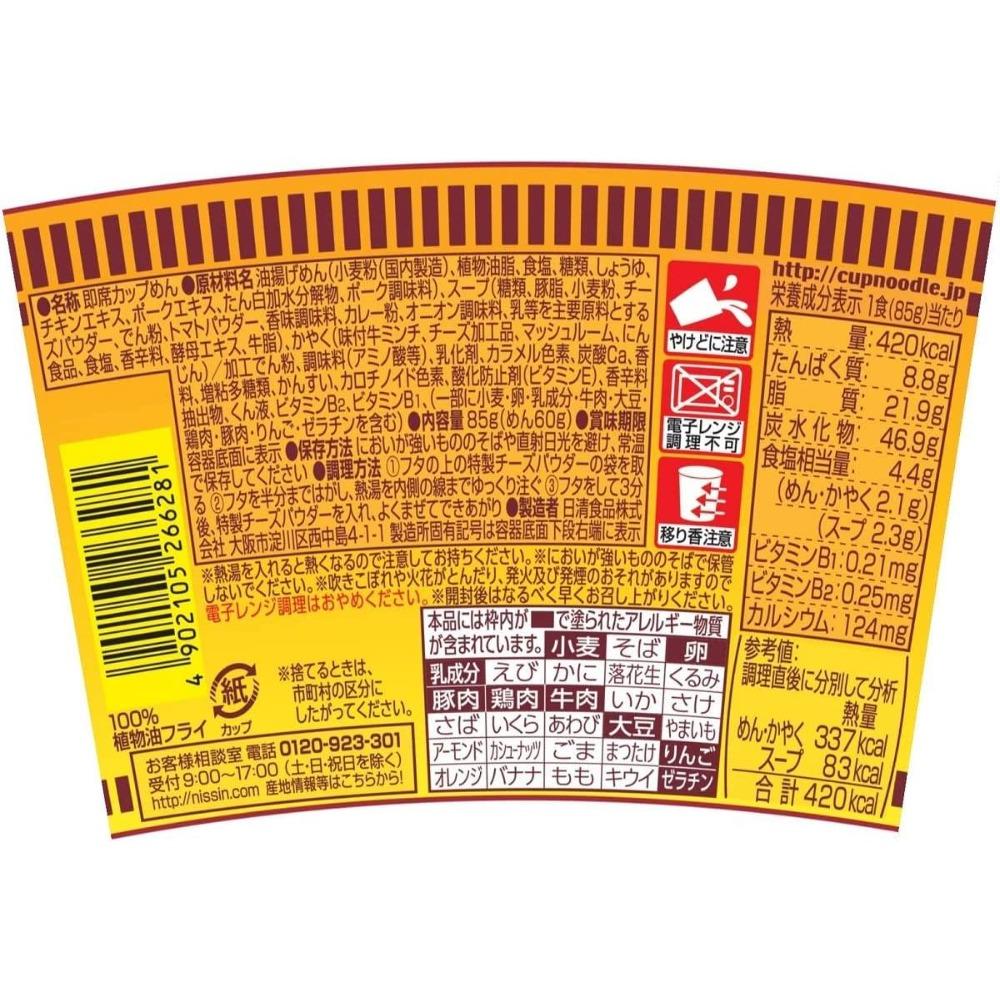 ●名称 即席カップめん ●原材料名 油揚げめん(小麦粉(国内製造)、植物油脂、食塩、糖類、しょうゆ、
チキンエキス、ポークエキス、たん白加水分解物、ポーク調味料)、スープ(糖類、豚脂、小麦粉、チー
ズパウダー、でん粉、トマトパウダー、香味調味料、カレー粉、オニオン調味料、乳等を主要原料とする
食品、食塩、香辛料、酵母エキス、牛脂)、かやく(味付牛ミンチ、チーズ加工品、マッシュルーム、にん
じん)/加工でん粉、調味料(アミノ酸等)、乳化剤、カラメル色素、炭酸Ca、香
料、増粘多糖類、かんすい、カロチノイド色素、酸化防止剤(ビタミンE)、香辛料
抽出物、くん液、ビタミンB2、ビタミンB1、(一部に小麦・卵・乳成分・牛肉・大豆・
鶏肉・豚肉・りんご・ゼラチンを含む) ●内容量 85g(めん60g) ●賞味期限
容器底面に表示 ●保存方法 においが強いもののそばや直射日光を避け、常温
で保存してください ●調理方法 ①フタの上の特製チーズパウダーの袋を取
る ②フタを半分まではがし、熱湯を内側の線までゆっくり注ぐ ③フタをして3分
後、特製チーズパウダーを入れ、よくまぜてできあがり ●製造者 日清食品株式
会社 大阪市淀川区西中島4-1-1 製造所固有記号は容器底面下段右端に表示
※熱湯を入れると熱くなるので注意してお持ちください。※においが強いもののそばで保管
しないでください。※吹きこぼれや火花がとんだり、発火及び発煙のおそれがありますので
電子レンジ調理はおやめください。※開封後はなるべく早くお召し上がりください。
やけどに注意
電子レンジ
調理不可
移り香注意
http://cupnoodle.jp
栄養成分表示 1食(85g)当たり
熱量:420kcal
たんぱく質: 8.8g
脂質: 21.9g
炭水化物: 46.9g
食塩相当量: 4.4g
(めん・かやく 2.1g)
(スープ 2.3g)
ビタミンB1:0.21mg
ビタミンB2:0.25mg
カルシウム:124mg
参考値:
調理直後に分別して分析
熱量
めん・かやく 337kcal
スープ 83kcal
合計 420kcal
本品には枠内が で塗られたアレルギー物質
が含まれています。 小麦 そば 卵
乳成分 えび かに 落花生 くるみ
豚肉 鶏肉 牛肉 いか さけ
さば いくら あわび 大豆 やまいも
アーモンド カシューナッツ ごま まつたけ りんご
オレンジ バナナ もも キウイ ゼラチン
4 902105 266281
紙
カップ
※捨てるときは、
市町村の区分に
したがってください。
100%
植物油フライ
お客様相談室 電話 0120-923-301
受付 9:00~17:00 (土・日・祝日を除く)
http://nissin.com 産地情報等はこちらから!